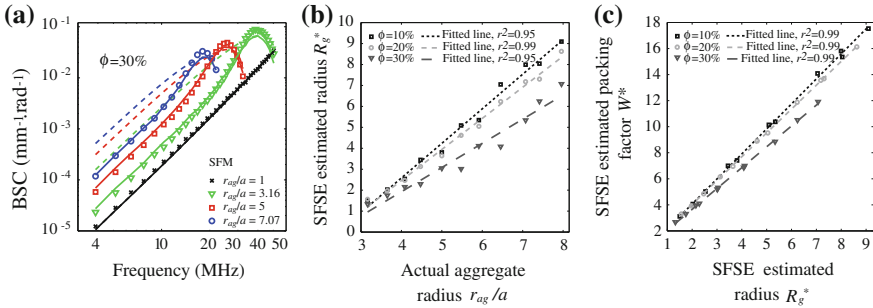 (a)
10⁻¹
10⁻²
10⁻³
10⁻⁴
10⁻⁵
BSC (mm⁻¹rad⁻¹)
ϕ=30%
SFM
r_ag/a = 1
r_ag/a = 3.16
r_ag/a = 5
r_ag/a = 7.07
4 10 20 30 40 50
Frequency (MHz)
(b)
SFSE estimated radius R_g*
10
9
8
7
6
5
4
3
2
1
0
ϕ=10% Fitted line, r²=0.95
ϕ=20% Fitted line, r²=0.99
ϕ=30% Fitted line, r²=0.95
3 4 5 6 7 8
Actual aggregate
radius r_ag/a
(c)
SFSE estimated packing
factor W*
18
16
14
12
10
8
6
4
2
ϕ=10% Fitted line, r²=0.99
ϕ=20% Fitted line, r²=0.99
ϕ=30% Fitted line, r²=0.99
1 2 3 4 5 6 7 8 9
SFSE estimated
radius R_g*